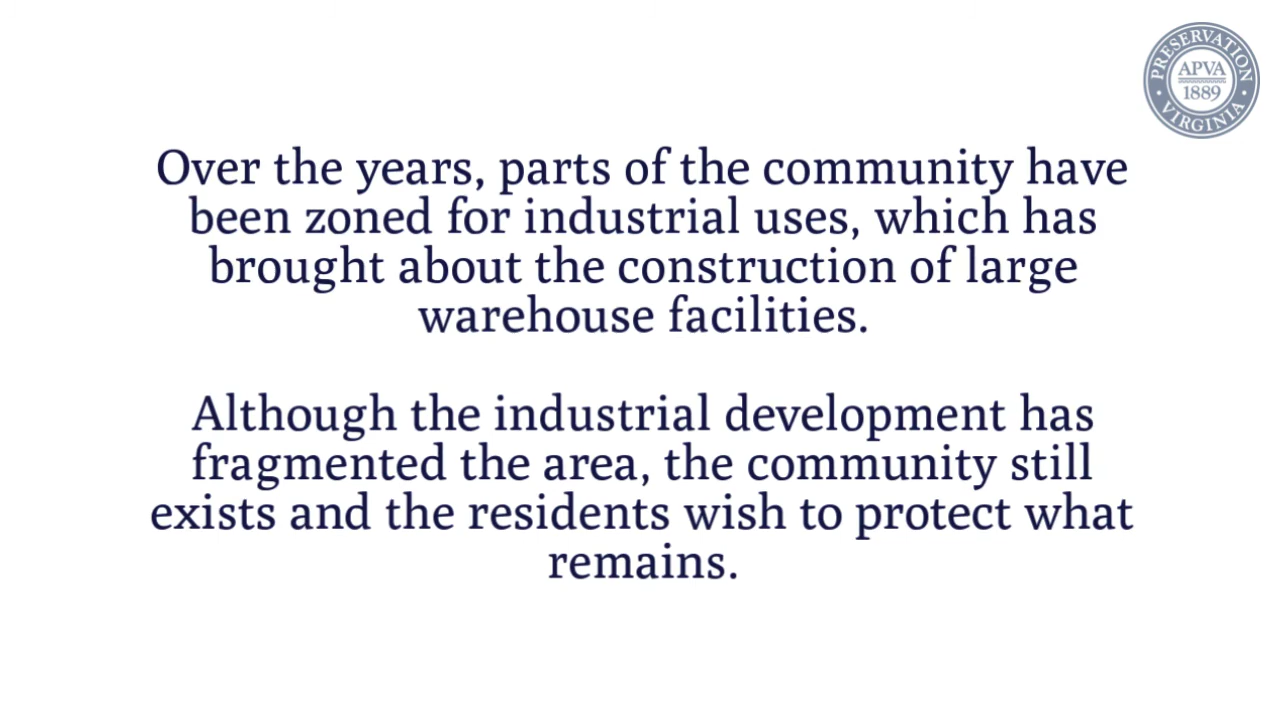 PRESERVATION
APVA
1889
VIRGINIA
Over the years, parts of the community have
been zoned for industrial uses, which has
brought about the construction of large
warehouse facilities.
Although the industrial development has
fragmented the area, the community still
exists and the residents wish to protect what
remains.